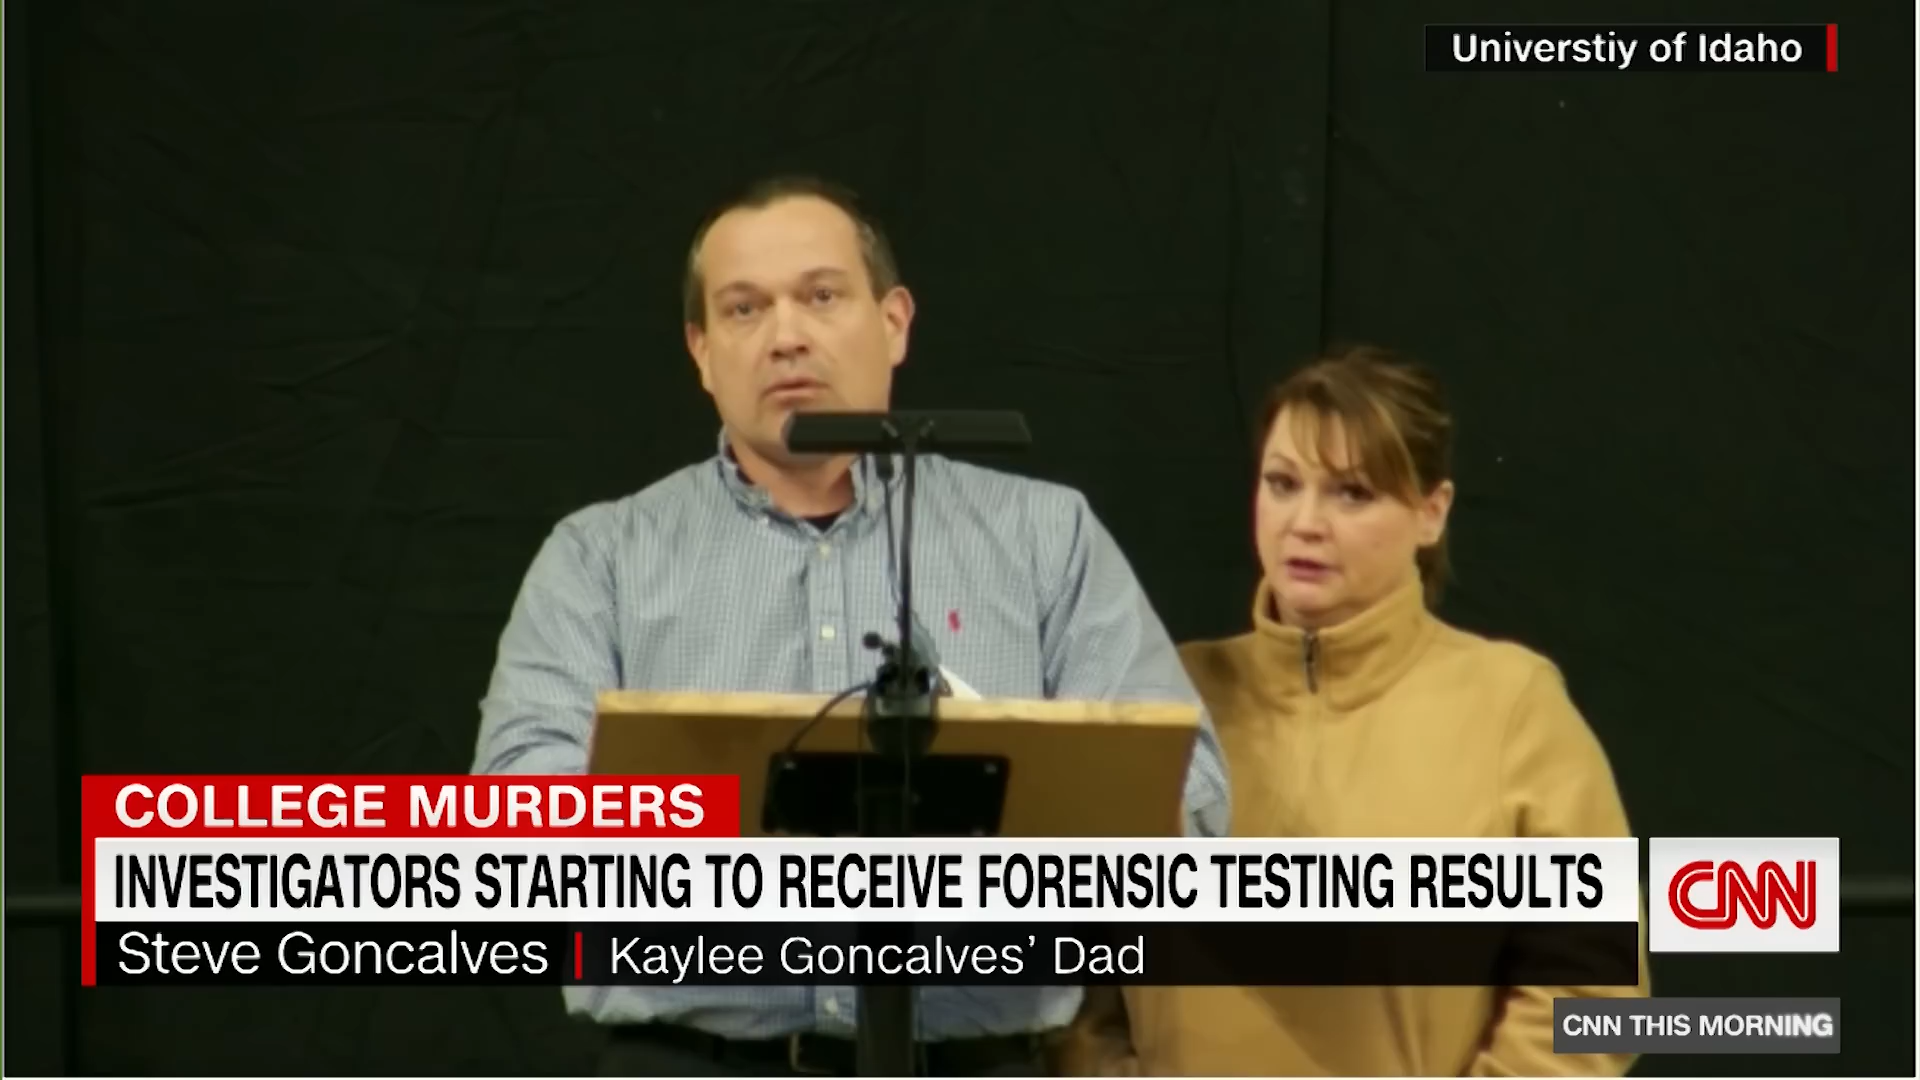 Universtiy of Idaho
COLLEGE MURDERS
INVESTIGATORS STARTING TO RECEIVE FORENSIC TESTING RESULTS
CNN
Steve Goncalves | Kaylee Goncalves’ Dad
CNN THIS MORNING